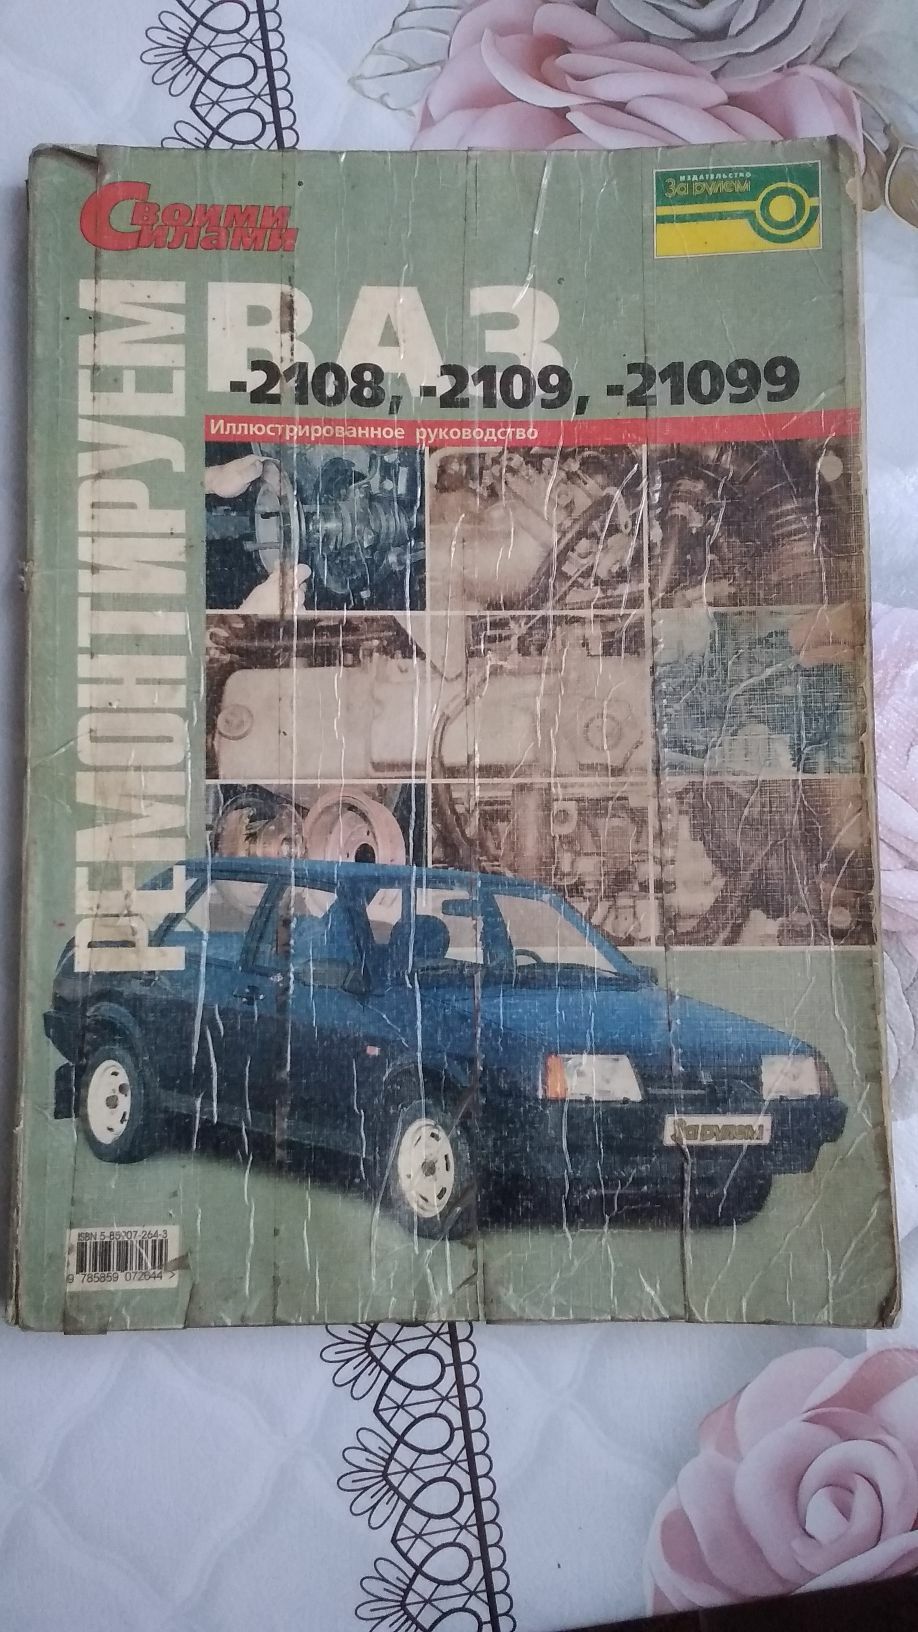 Своими
Силами
ИЗДАТЕЛЬСТВО
За рулем
РЕМОНТИРУЕМ
ВАЗ
-2108, -2109, -21099
Иллюстрированное руководство
За рулем
ISBN 5-85907-264-3
9 785859 072644 >